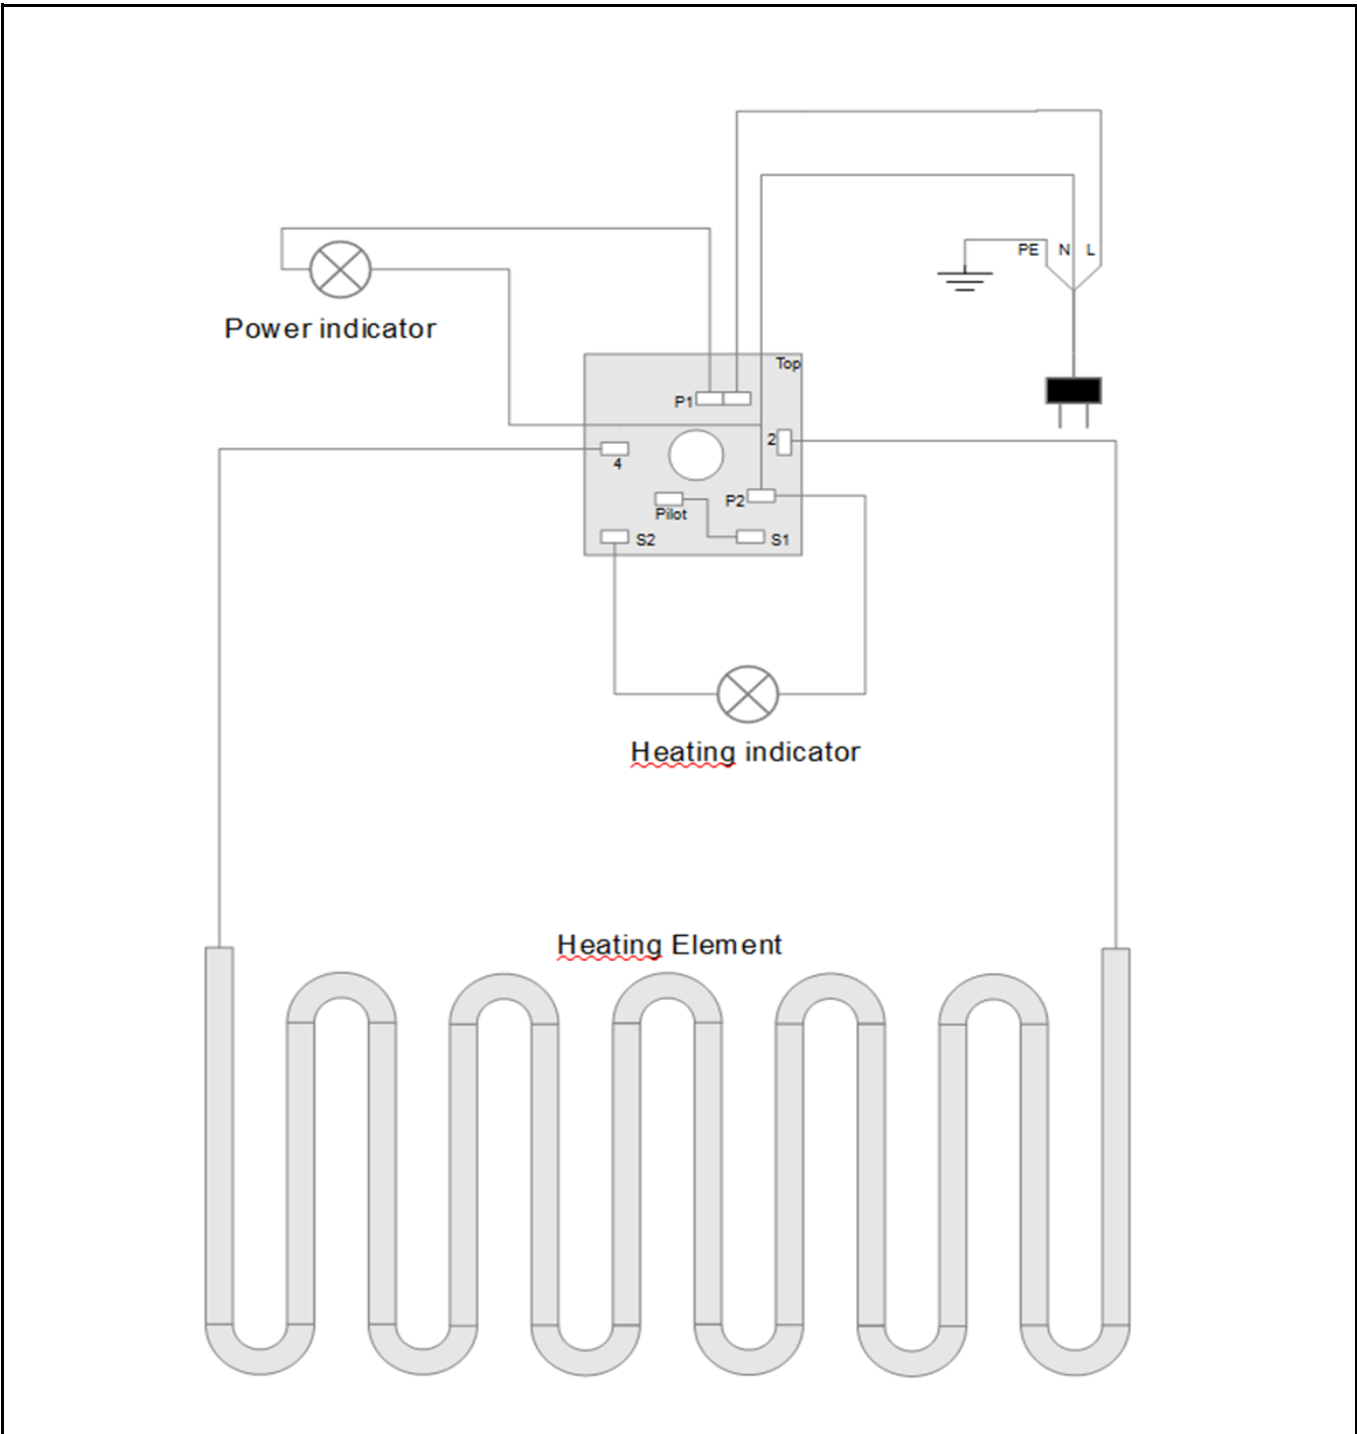 PE N L
Power indicator
Top
P1
2
4
P2
Pilot
S2
S1
Heating indicator
Heating Element